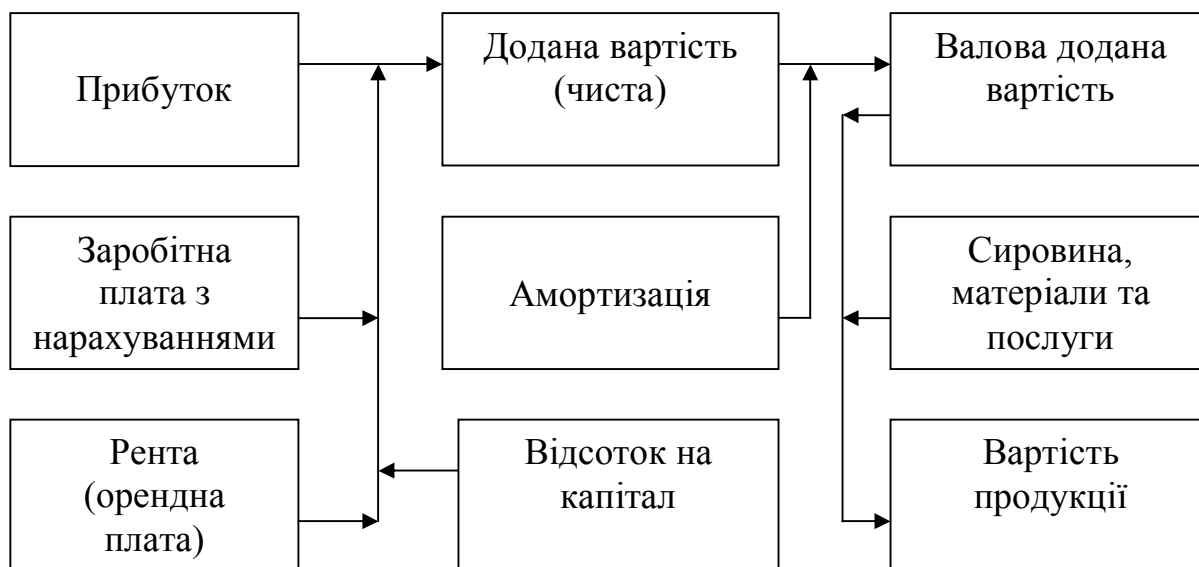 Прибуток
Додана вартість
(чиста)
Валова додана
вартість
Заробітна
плата з
нарахуваннями
Амортизація
Сировина,
матеріали та
послуги
Рента
(орендна
плата)
Відсоток на
капітал
Вартість
продукції